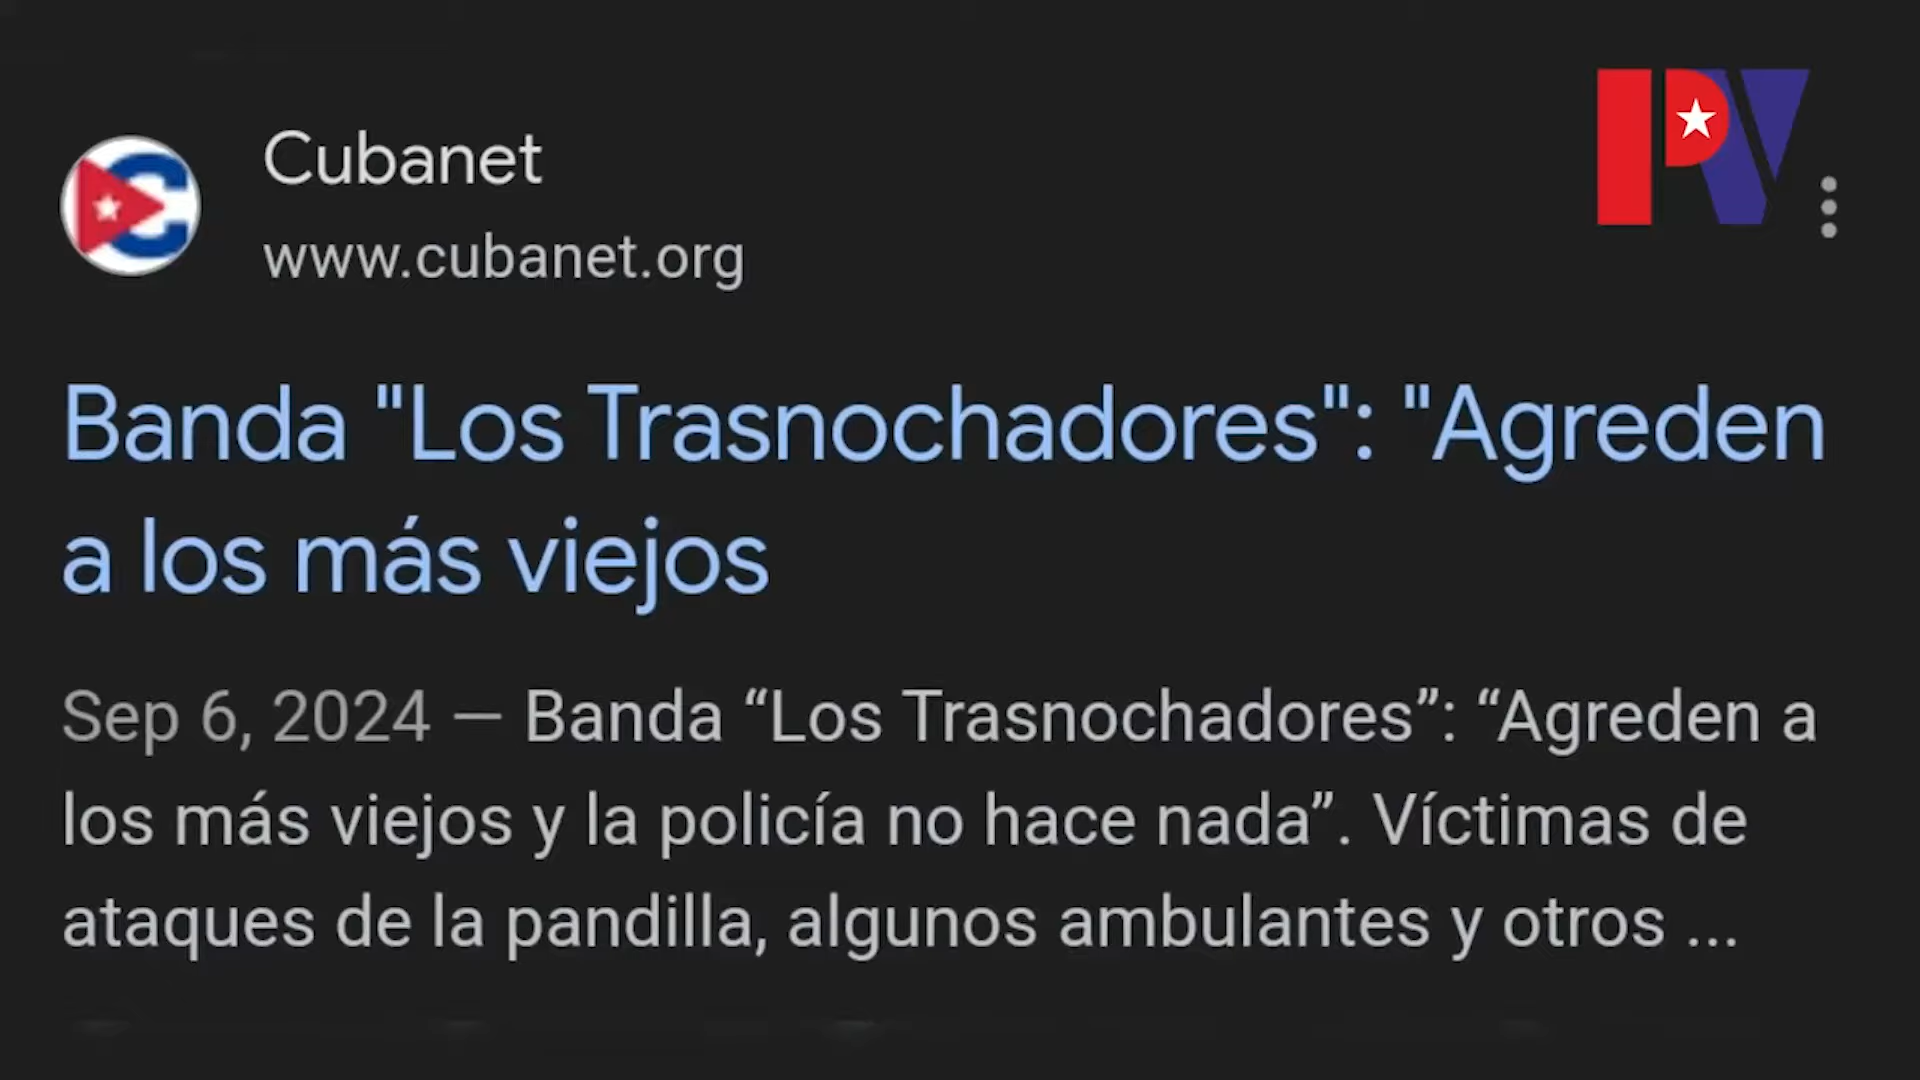 Cubanet
www.cubanet.org
Banda "Los Trasnochadores": "Agreden
a los más viejos
Sep 6, 2024 — Banda “Los Trasnochadores”: “Agreden a
los más viejos y la policía no hace nada”. Víctimas de
ataques de la pandilla, algunos ambulantes y otros ...